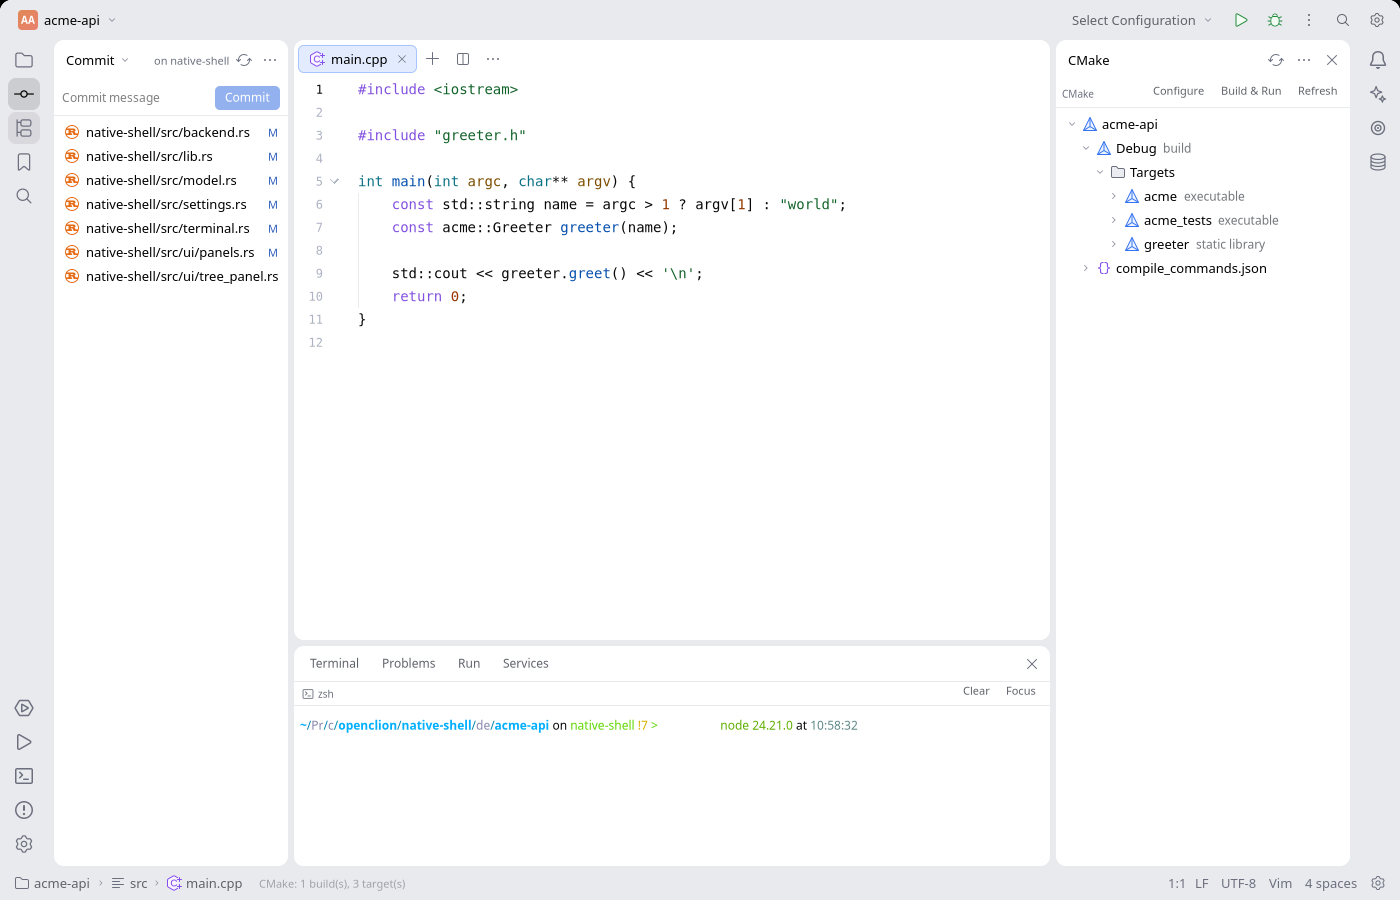 AA acme-api Select Configuration
Commit on native-shell
Commit message Commit
native-shell/src/backend.rs M
native-shell/src/lib.rs M
native-shell/src/model.rs M
native-shell/src/settings.rs M
native-shell/src/terminal.rs M
native-shell/src/ui/panels.rs M
native-shell/src/ui/tree_panel.rs
main.cpp
1 #include <iostream>
2
3 #include "greeter.h"
4
5 int main(int argc, char** argv) {
6     const std::string name = argc > 1 ? argv[1] : "world";
7     const acme::Greeter greeter(name);
8
9     std::cout << greeter.greet() << '\n';
10     return 0;
11 }
12
Terminal Problems Run Services
zsh Clear Focus
~/Pr/c/openclion/native-shell/de/acme-api on native-shell !7 > node 24.21.0 at 10:58:32
CMake
CMake Configure Build & Run Refresh
acme-api
Debug build
Targets
acme executable
acme_tests executable
greeter static library
{} compile_commands.json
acme-api > src > main.cpp CMake: 1 build(s), 3 target(s) 1:1 LF UTF-8 Vim 4 spaces